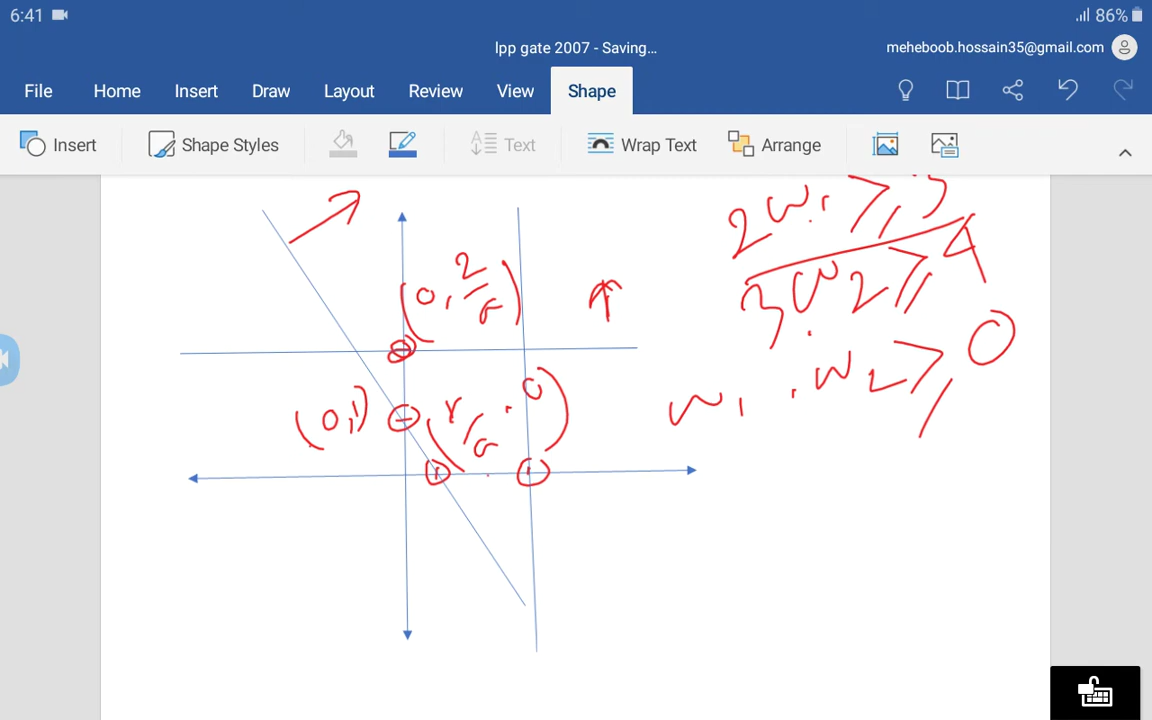 6:41
86%
lpp gate 2007 - Saving...
meheboob.hossain35@gmail.com
File Home Insert Draw Layout Review View Shape
Insert Shape Styles Text Wrap Text Arrange
2w₁ ≥ 3
3w₂ ≥ 4
w₁, w₂ ≥ 0
(0, 2/
(0,1)
, 0)